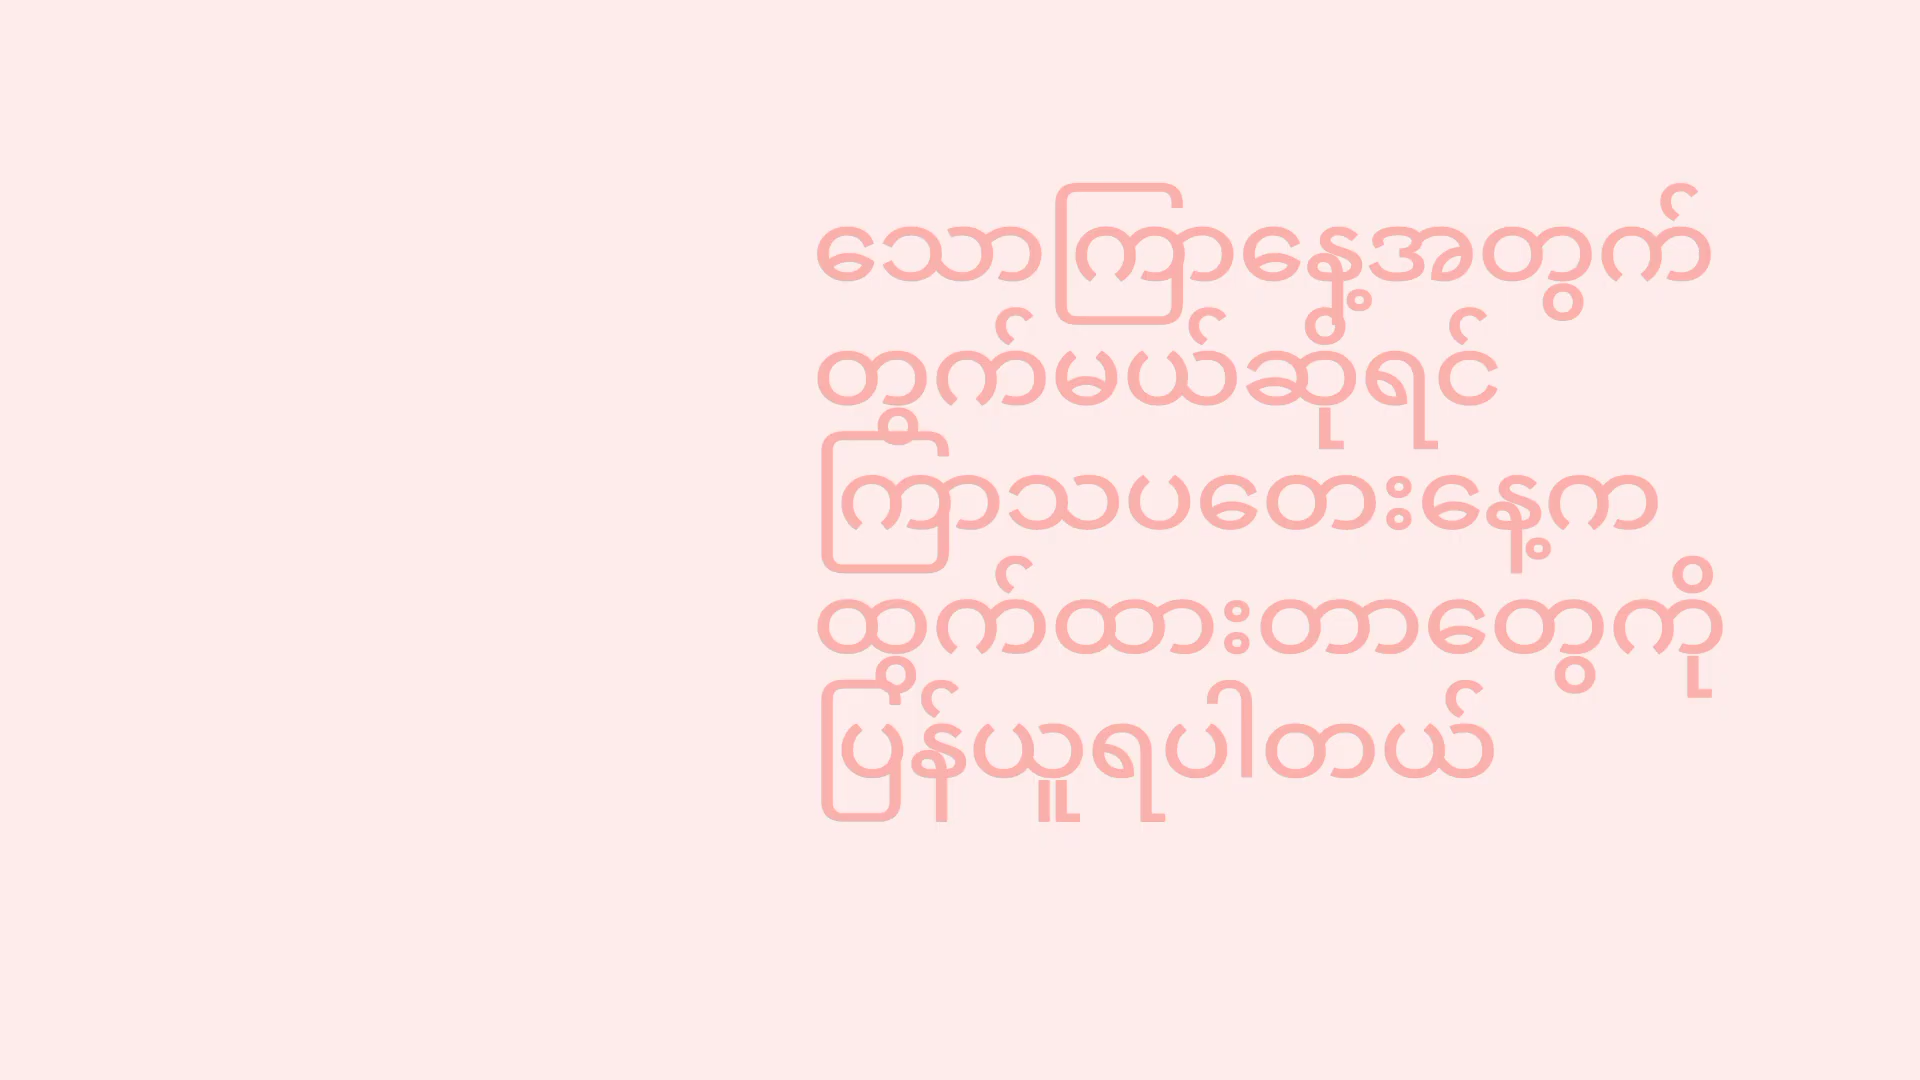 သောကြာနေ့အတွက်
တွက်မယ်ဆိုရင်
ကြာသပတေးနေ့က
ထွက်ထားတာတွေကို
ပြန်ယူရပါတယ်